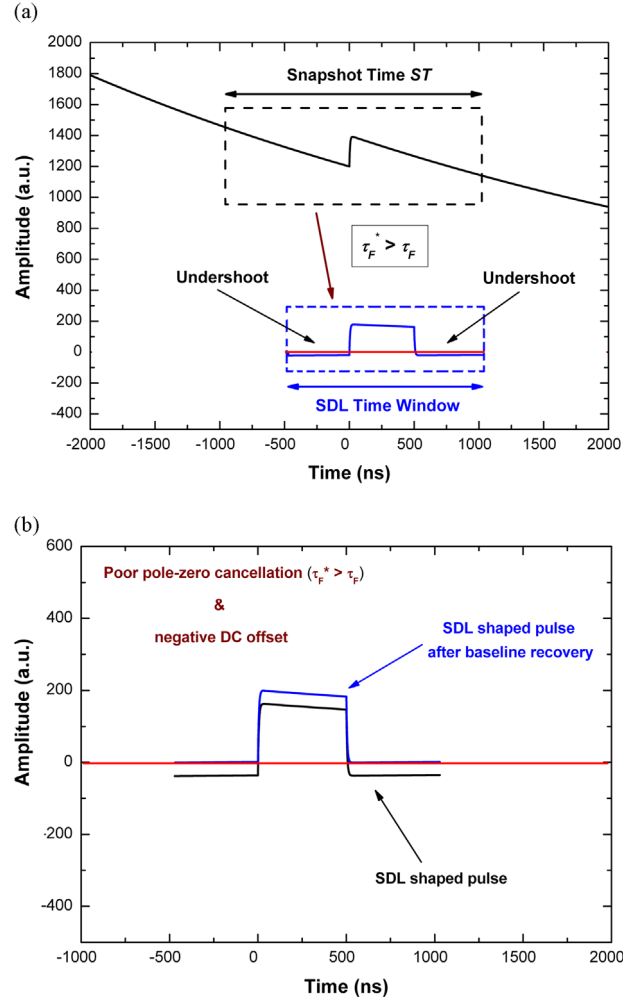 (a)
2000
1800
1600
1400
1200
1000
800
600
400
200
0
-200
-400
Amplitude (a.u.)
Snapshot Time ST
τF* > τF
Undershoot
Undershoot
SDL Time Window
-2000 -1500 -1000 -500 0 500 1000 1500 2000
Time (ns)
(b)
600
400
200
0
-200
-400
Amplitude (a.u.)
Poor pole-zero cancellation (τF* > τF)
&
negative DC offset
SDL shaped pulse
after baseline recovery
SDL shaped pulse
-1000 -500 0 500 1000 1500 2000
Time (ns)